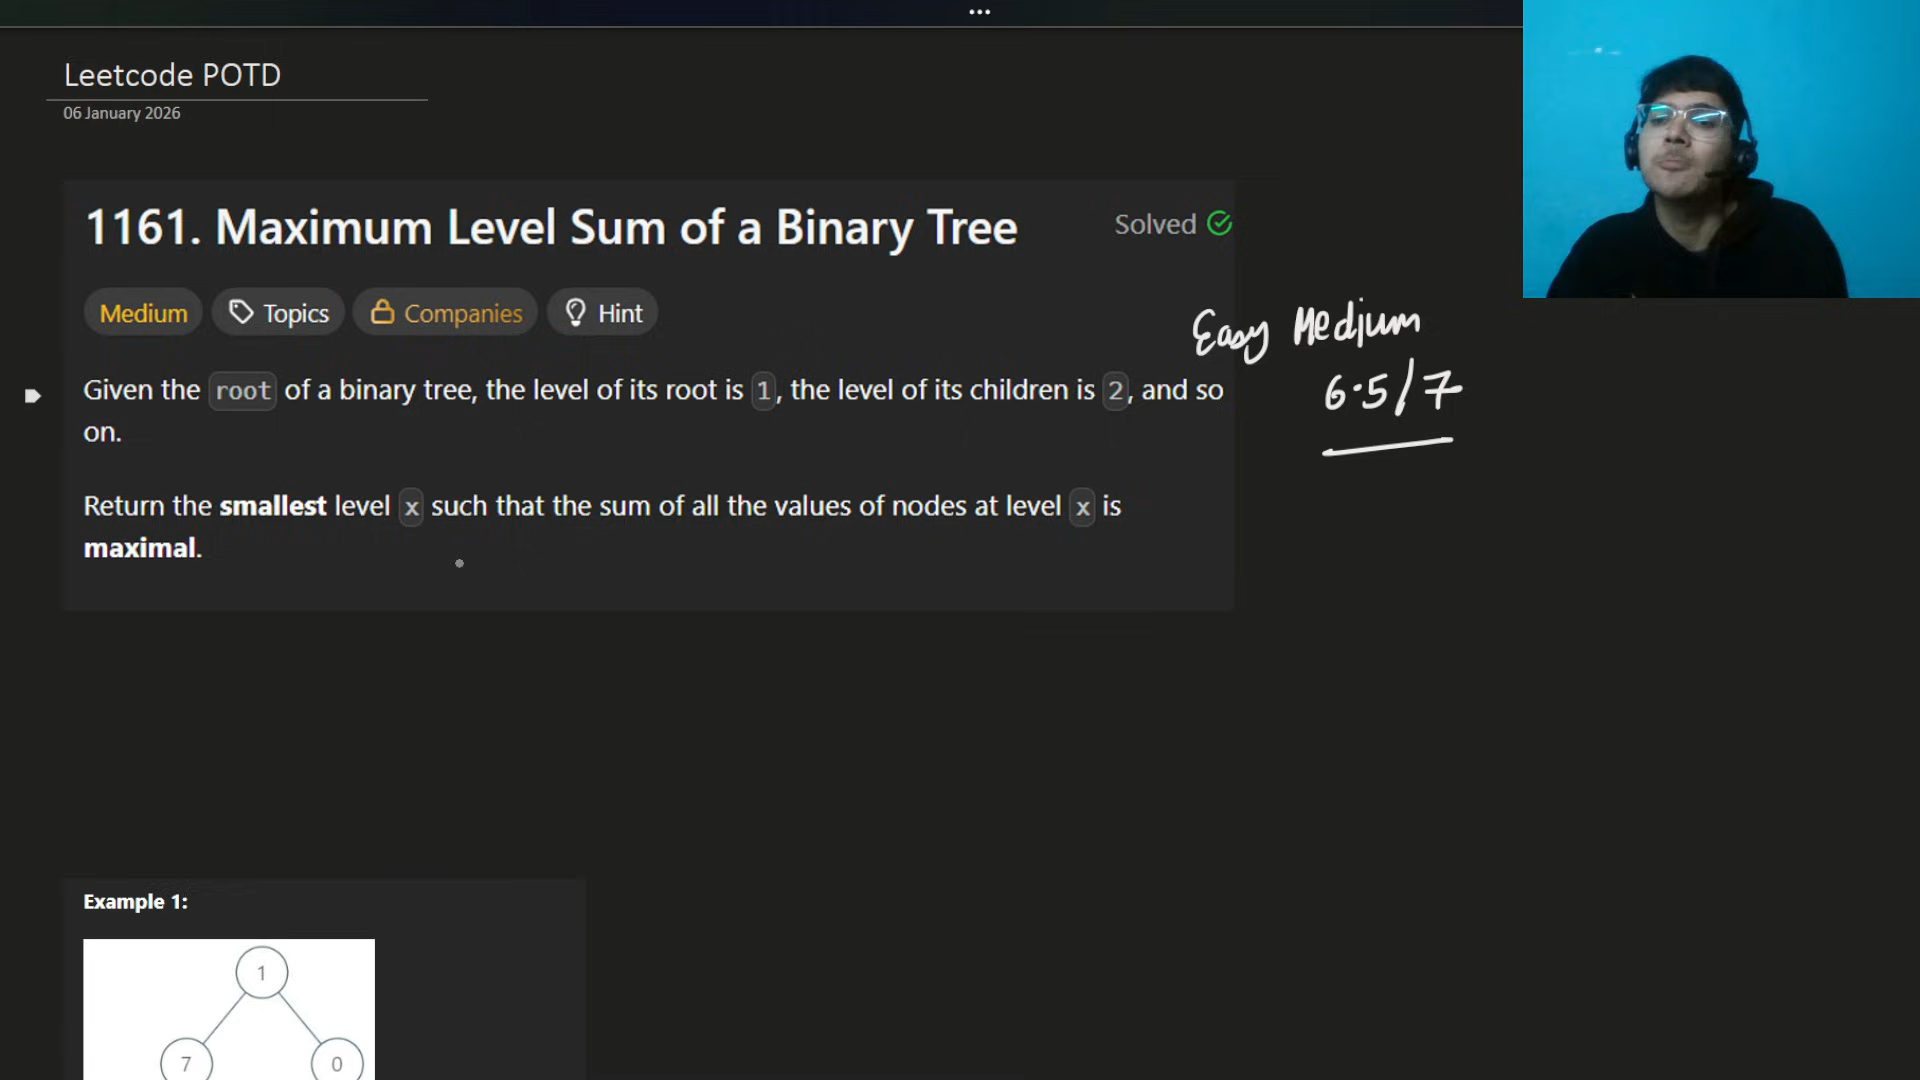 Leetcode POTD
06 January 2026
1161. Maximum Level Sum of a Binary Tree
Solved
Medium Topics Companies Hint
Easy Medium
6.5/7
Given the root of a binary tree, the level of its root is 1, the level of its children is 2, and so
on.
Return the smallest level x such that the sum of all the values of nodes at level x is
maximal.
Example 1:
1
7 0